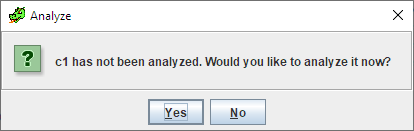 Analyze
c1 has not been analyzed. Would you like to analyze it now?
Yes
No